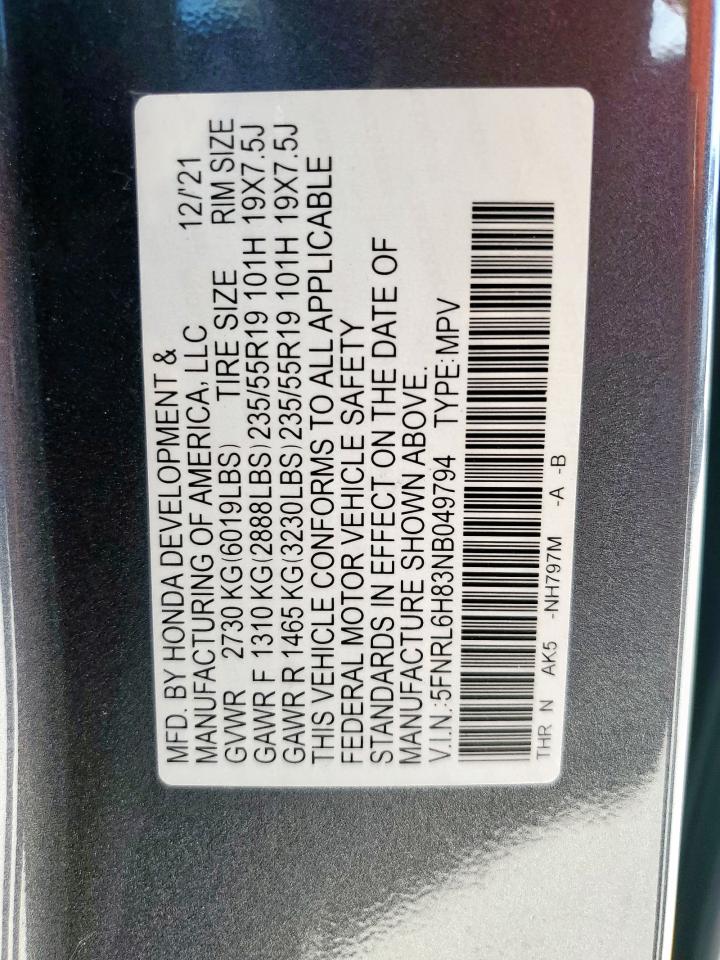 MFD. BY HONDA DEVELOPMENT &
MANUFACTURING OF AMERICA, LLC 12/'21
GVWR 2730 KG(6019LBS) TIRE SIZE RIM SIZE
GAWR F 1310 KG(2888LBS) 235/55R19 101H 19X7.5J
GAWR R 1465 KG(3230LBS) 235/55R19 101H 19X7.5J
THIS VEHICLE CONFORMS TO ALL APPLICABLE
FEDERAL MOTOR VEHICLE SAFETY
STANDARDS IN EFFECT ON THE DATE OF
MANUFACTURE SHOWN ABOVE.
V.I.N.:5FNRL6H83NB049794 TYPE:MPV
THR N AK5 -NH797M -A -B